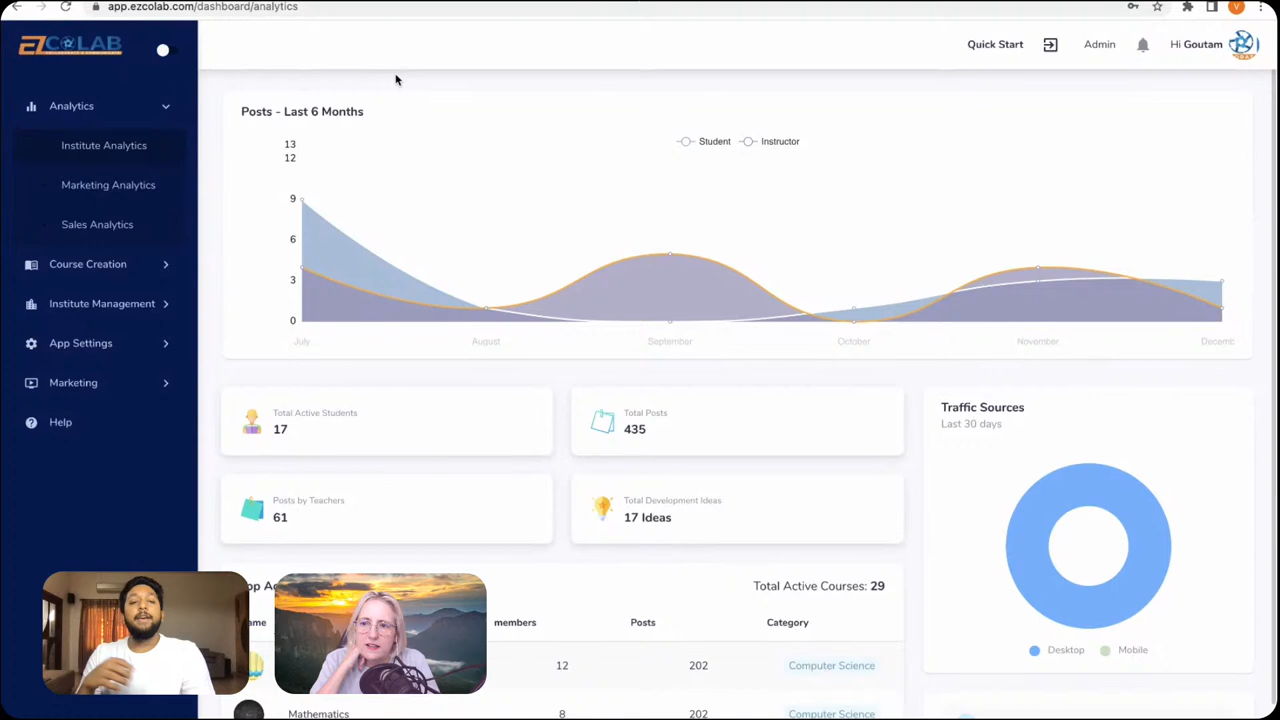 app.ezcolab.com/dashboard/analytics
V
EZCOLAB
Quick Start
Admin
Hi Goutam
Analytics
Institute Analytics
Marketing Analytics
Sales Analytics
Course Creation
Institute Management
App Settings
Marketing
Help
Posts - Last 6 Months
Student Instructor
13
12
9
6
3
0
July August September October November Decemb
Total Active Students
17
Total Posts
435
Posts by Teachers
61
Total Development Ideas
17 Ideas
Traffic Sources
Last 30 days
Desktop Mobile
Total Active Courses: 29
members Posts Category
12 202 Computer Science
Mathematics 8 202 Computer Science